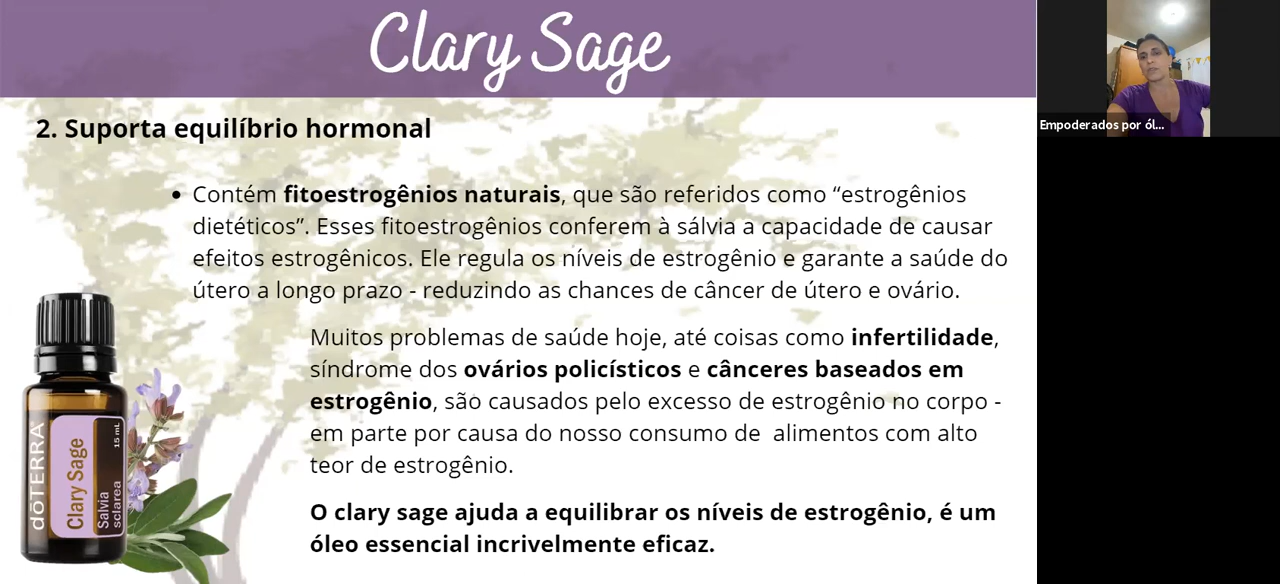 Clary Sage
2. Suporta equilíbrio hormonal
• Contém fitoestrogênios naturais, que são referidos como “estrogênios
dietéticos”. Esses fitoestrogênios conferem à sálvia a capacidade de causar
efeitos estrogênicos. Ele regula os níveis de estrogênio e garante a saúde do
útero a longo prazo - reduzindo as chances de câncer de útero e ovário.
Muitos problemas de saúde hoje, até coisas como infertilidade,
síndrome dos ovários policísticos e cânceres baseados em
estrogênio, são causados pelo excesso de estrogênio no corpo -
em parte por causa do nosso consumo de  alimentos com alto
teor de estrogênio.
O clary sage ajuda a equilibrar os níveis de estrogênio, é um
óleo essencial incrivelmente eficaz.
dōTERRA
Clary Sage
Salvia
sclarea
15 mL
Empoderados por ól...